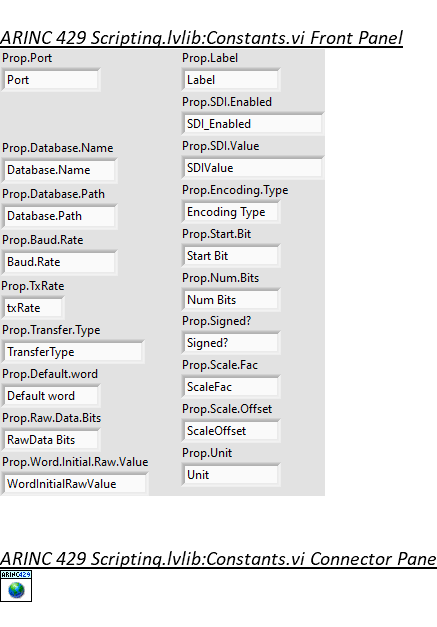 ARINC 429 Scripting.lvlib:Constants.vi Front Panel
Prop.Port
Port
Prop.Database.Name
Database.Name
Prop.Database.Path
Database.Path
Prop.Baud.Rate
Baud.Rate
Prop.TxRate
txRate
Prop.Transfer.Type
TransferType
Prop.Default.word
Default word
Prop.Raw.Data.Bits
RawData Bits
Prop.Word.Initial.Raw.Value
WordInitialRawValue
Prop.Label
Label
Prop.SDI.Enabled
SDI_Enabled
Prop.SDI.Value
SDIValue
Prop.Encoding.Type
Encoding Type
Prop.Start.Bit
Start Bit
Prop.Num.Bits
Num Bits
Prop.Signed?
Signed?
Prop.Scale.Fac
ScaleFac
Prop.Scale.Offset
ScaleOffset
Prop.Unit
Unit
ARINC 429 Scripting.lvlib:Constants.vi Connector Pane
ARINC429